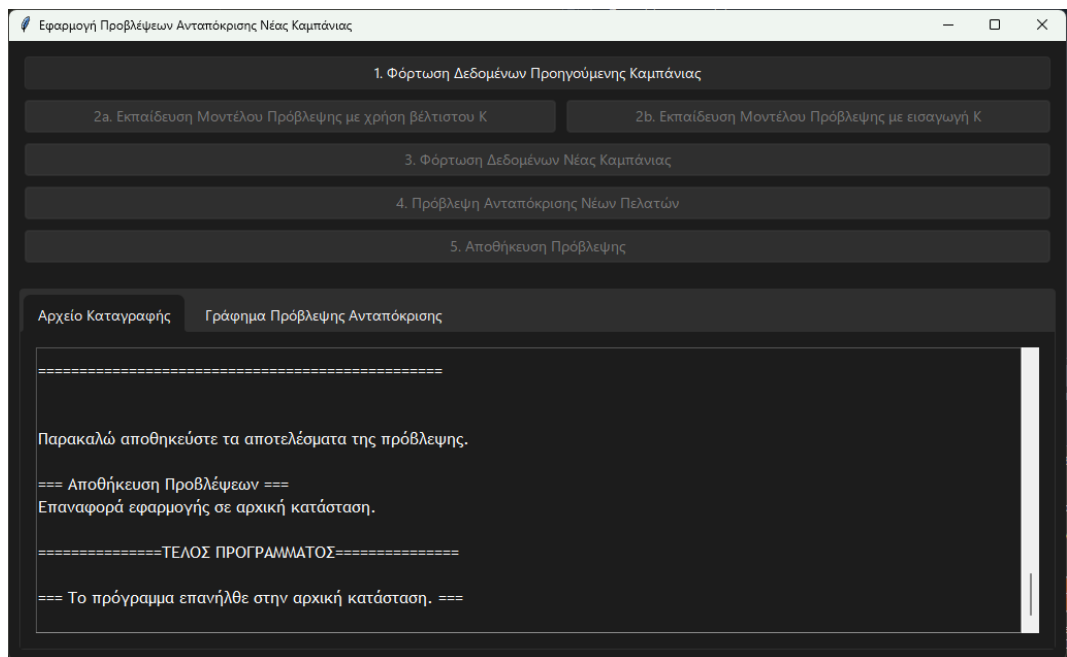 Εφαρμογή Προβλέψεων Ανταπόκρισης Νέας Καμπάνιας
1. Φόρτωση Δεδομένων Προηγούμενης Καμπάνιας
2a. Εκπαίδευση Μοντέλου Πρόβλεψης με χρήση βέλτιστου Κ
2b. Εκπαίδευση Μοντέλου Πρόβλεψης με εισαγωγή Κ
3. Φόρτωση Δεδομένων Νέας Καμπάνιας
4. Πρόβλεψη Ανταπόκρισης Νέων Πελατών
5. Αποθήκευση Πρόβλεψης
Αρχείο Καταγραφής
Γράφημα Πρόβλεψης Ανταπόκρισης
=================================================
Παρακαλώ αποθηκεύστε τα αποτελέσματα της πρόβλεψης.
=== Αποθήκευση Προβλέψεων ===
Επαναφορά εφαρμογής σε αρχική κατάσταση.
===============ΤΕΛΟΣ ΠΡΟΓΡΑΜΜΑΤΟΣ===============
=== Το πρόγραμμα επανήλθε στην αρχική κατάσταση. ===